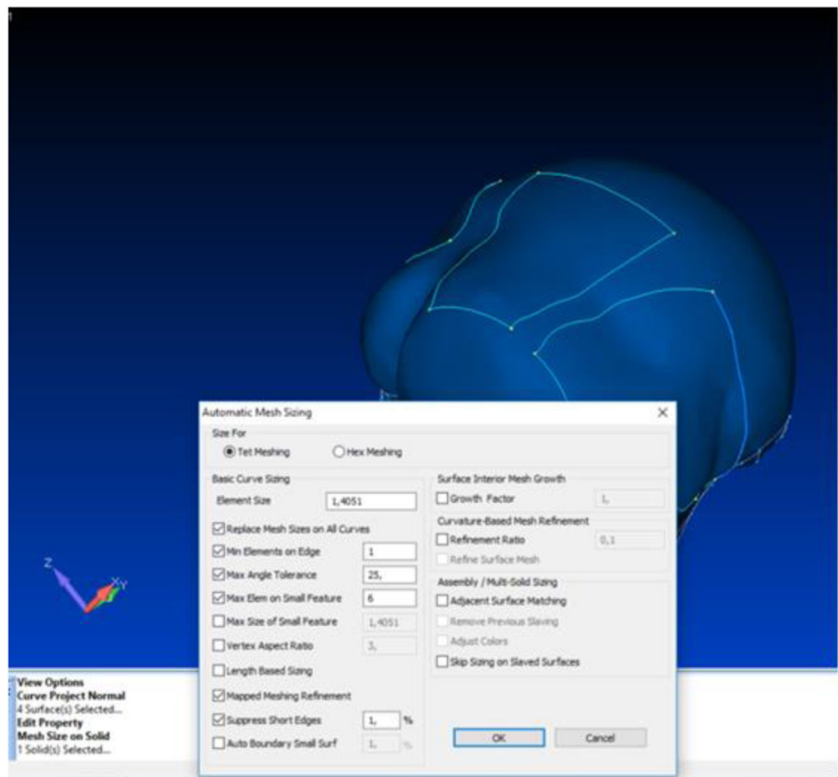 Automatic Mesh Sizing
Size For
Tet Meshing
Hex Meshing
Basic Curve Sizing
Element Size 1,4051
Replace Mesh Sizes on All Curves
Min Elements on Edge 1
Max Angle Tolerance 25,
Max Elem on Small Feature 6
Max Size of Small Feature 1,4051
Vertex Aspect Ratio 3,
Length Based Sizing
Mapped Meshing Refinement
Suppress Short Edges 1, %
Auto Boundary Small Surf 1, %
Surface Interior Mesh Growth
Growth Factor 1,
Curvature-Based Mesh Refinement
Refinement Ratio 0,1
Refine Surface Mesh
Assembly / Multi-Solid Sizing
Adjacent Surface Matching
Remove Previous Slaving
Adjust Colors
Skip Sizing on Slaved Surfaces
OK
Cancel
Z
X
Y
View Options
Curve Project Normal
4 Surface(s) Selected...
Edit Property
Mesh Size on Solid
1 Solid(s) Selected...